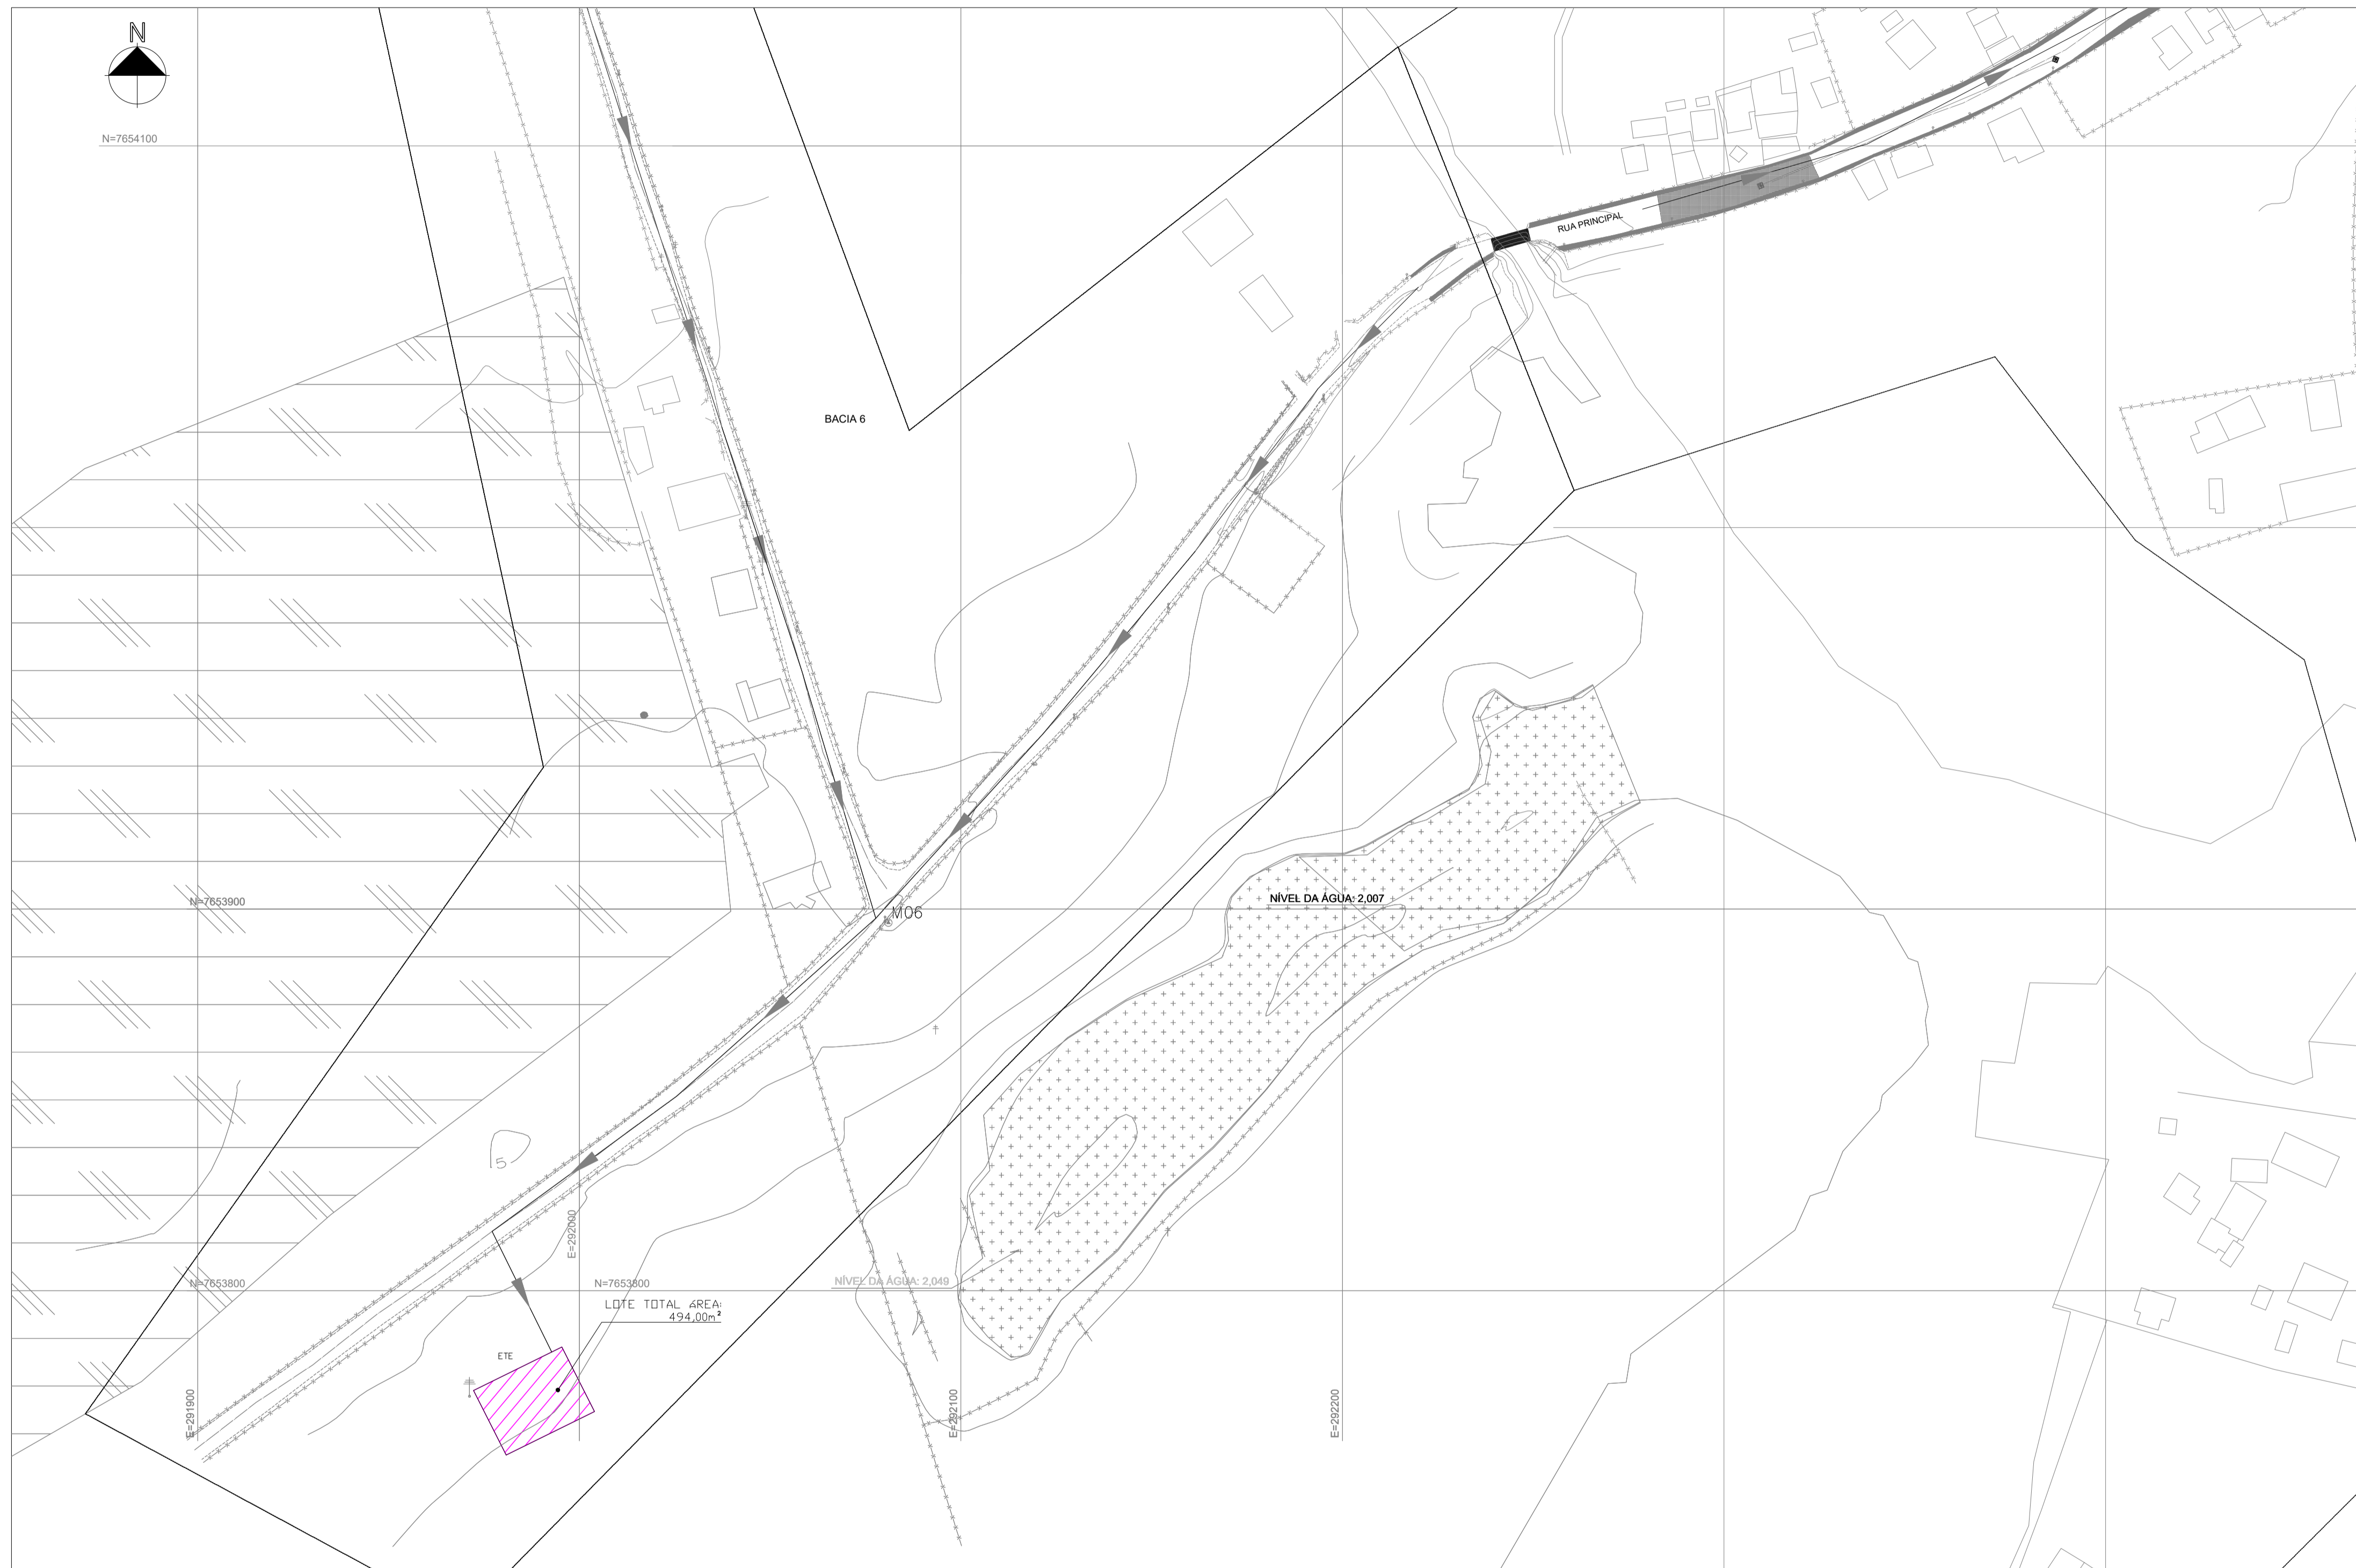 N
N=7654100
RUA PRINCIPAL
BACIA 6
NÍVEL DA ÁGUA: 2,007
N=7653900
M06
5
E=292000
N=7653800
N=7653800
NÍVEL DA ÁGUA: 2,049
LOTE TOTAL AREA:
494,00m²
ETE
E=291900
E=292100
E=292200